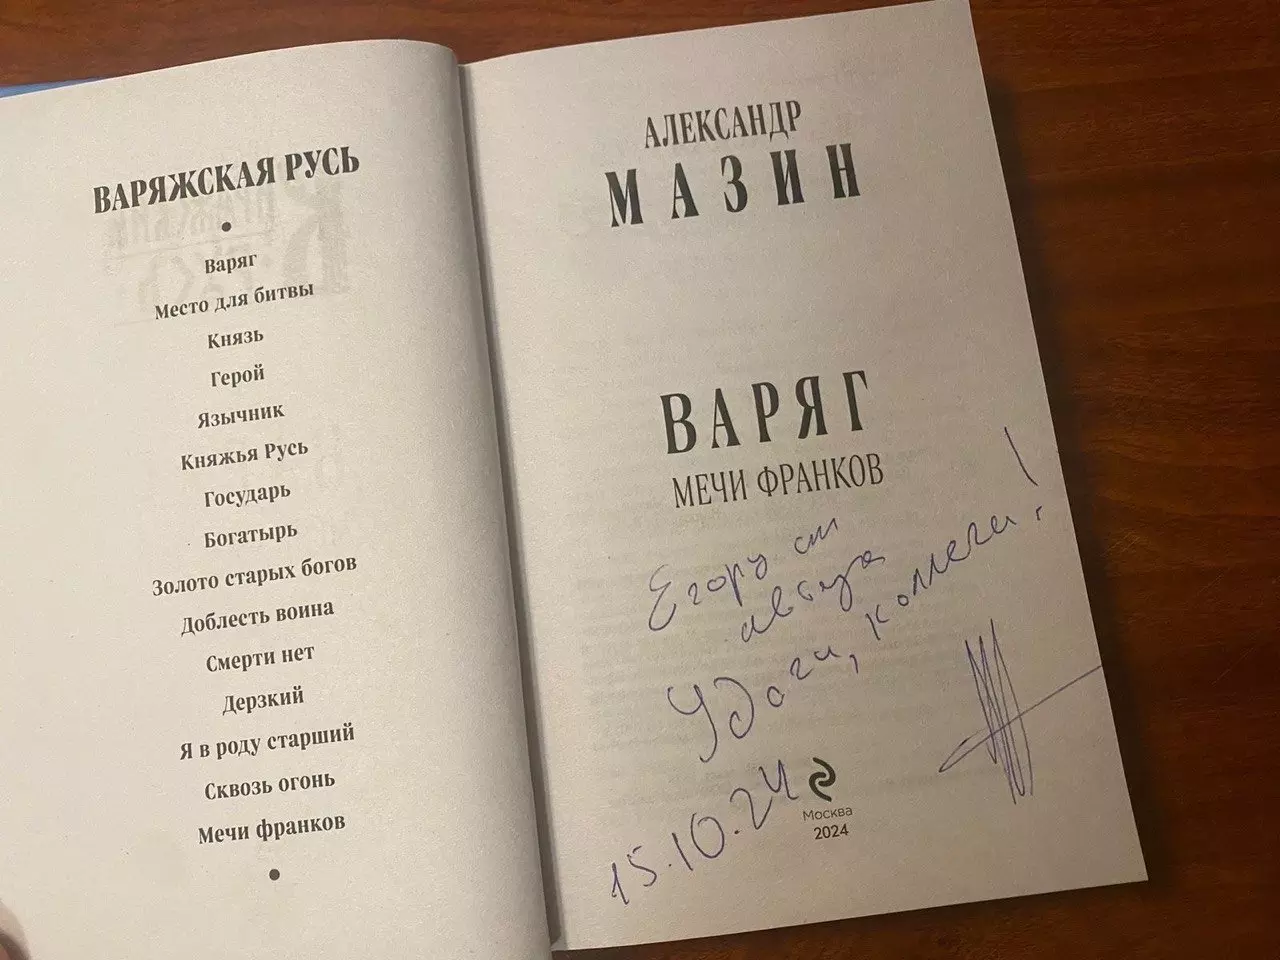 ВАРЯЖСКАЯ РУСЬ
Варяг
Место для битвы
Князь
Герой
Язычник
Княжья Русь
Государь
Богатырь
Золото старых богов
Доблесть воина
Смерти нет
Дерзкий
Я в роду старший
Сквозь огонь
Мечи франков
АЛЕКСАНДР
МАЗИН
ВАРЯГ
МЕЧИ ФРАНКОВ
Егору от
автора
Удачи, коллега!
15.10.24
Москва
2024